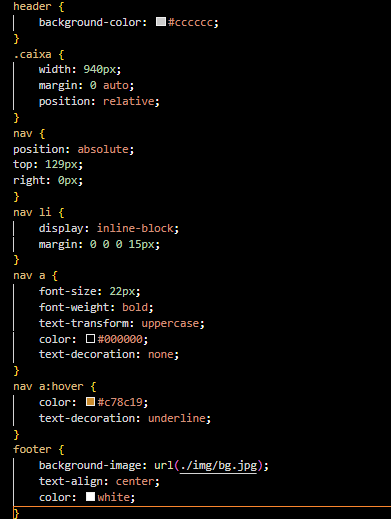 header {
background-color: #cccccc;
}
.caixa {
width: 940px;
margin: 0 auto;
position: relative;
}
nav {
position: absolute;
top: 129px;
right: 0px;
}
nav li {
display: inline-block;
margin: 0 0 0 15px;
}
nav a {
font-size: 22px;
font-weight: bold;
text-transform: uppercase;
color: #000000;
text-decoration: none;
}
nav a:hover {
color: #c78c19;
text-decoration: underline;
}
footer {
background-image: url(./img/bg.jpg);
text-align: center;
color: white;
}